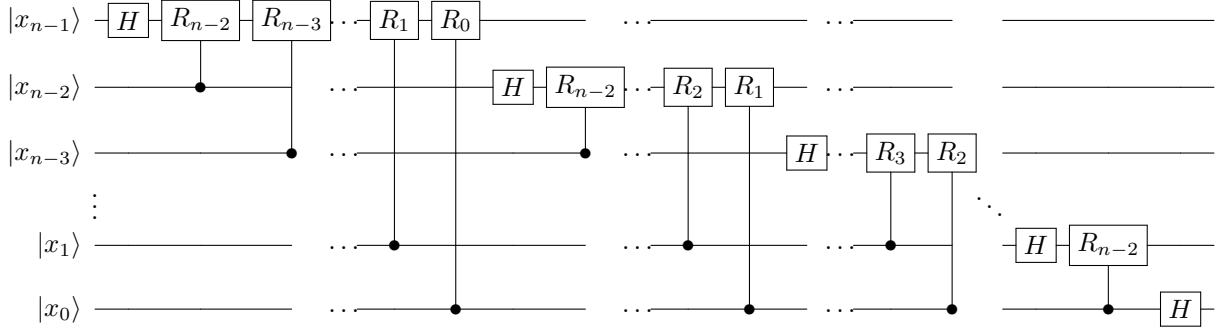 |x_{n−1}⟩ H R_{n−2} R_{n−3} ... R_1 R_0 ... ...
|x_{n−2}⟩ ... H R_{n−2} ... R_2 R_1 ...
|x_{n−3}⟩ ... ... H ... R_3 R_2
⋮ ⋱
|x_1⟩ ... ... ... H R_{n−2}
|x_0⟩ ... ... ... H